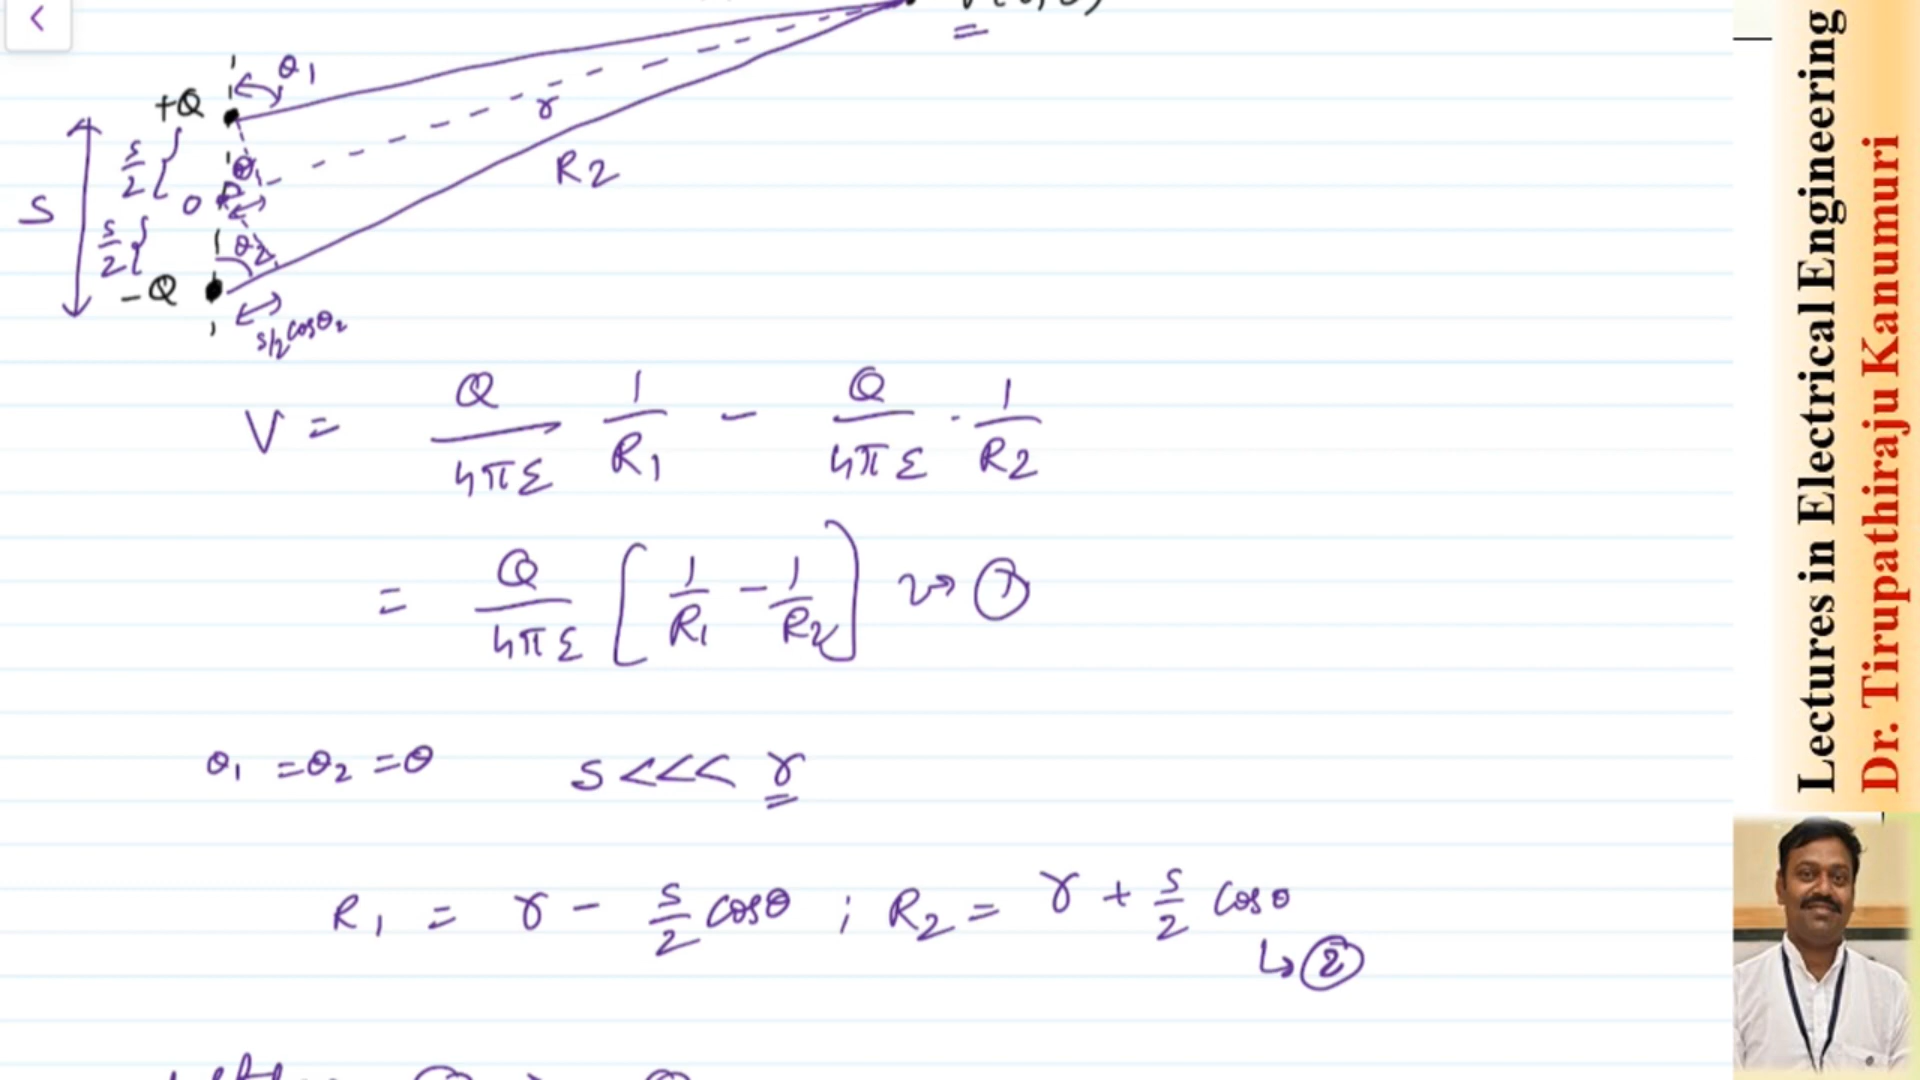 θ1
+Q
r
S/2
θ1
R2
O
S
S/2
θ2
-Q
S/2 cosθ2
V = Q/4πε 1/R1 - Q/4πε · 1/R2
= Q/4πε [1/R1 - 1/R2] → ①
θ1 = θ2 = θ S <<< r
R1 = r - S/2 cosθ ; R2 = r + S/2 cosθ
↳ ②
Lectures in Electrical Engineering
Dr. Tirupathiraju Kanumuri